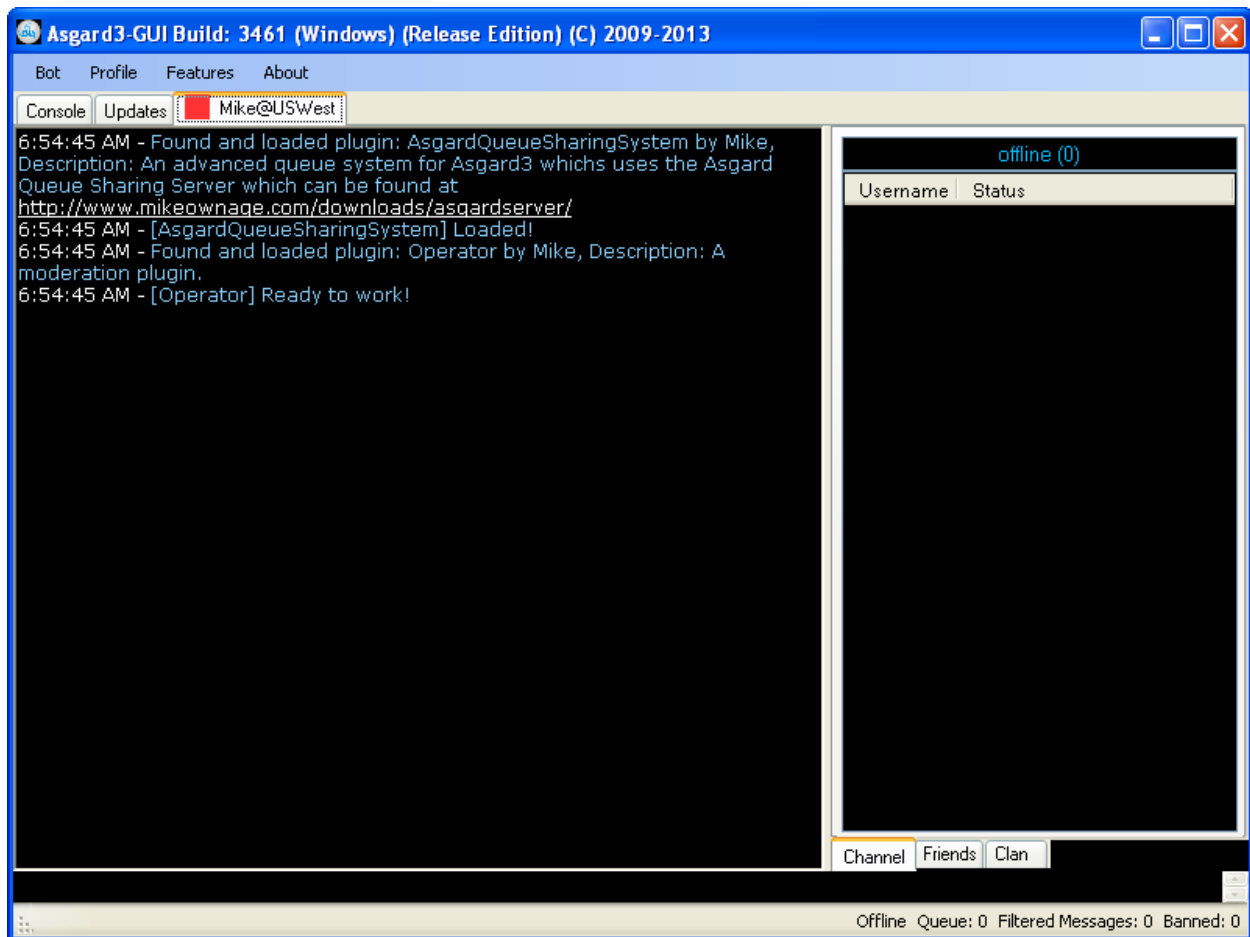 Asgard3-GUI Build: 3461 (Windows) (Release Edition) (C) 2009-2013
Bot Profile Features About
Console Updates Mike@USWest
6:54:45 AM - Found and loaded plugin: AsgardQueueSharingSystem by Mike,
Description: An advanced queue system for Asgard3 whichs uses the Asgard
Queue Sharing Server which can be found at
http://www.mikeownage.com/downloads/asgardserver/
6:54:45 AM - [AsgardQueueSharingSystem] Loaded!
6:54:45 AM - Found and loaded plugin: Operator by Mike, Description: A
moderation plugin.
6:54:45 AM - [Operator] Ready to work!
offline (0)
Username Status
Channel Friends Clan
Offline Queue: 0 Filtered Messages: 0 Banned: 0